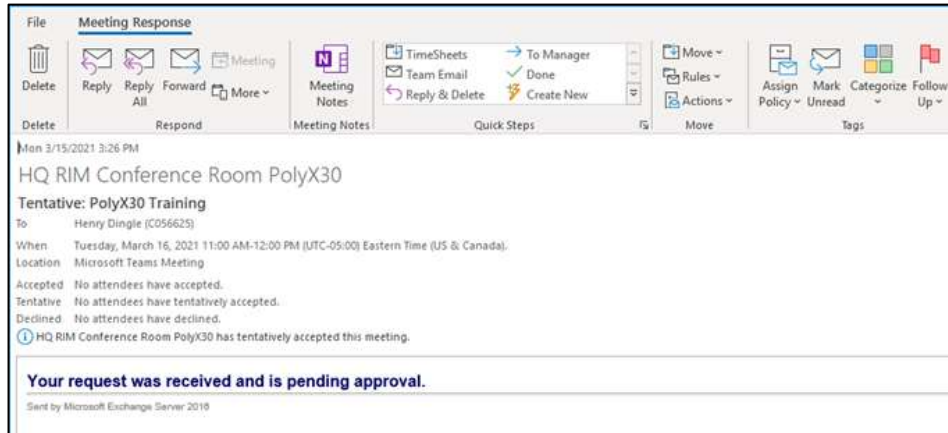 File Meeting Response
TimeSheets To Manager
Meeting
Team Email Done
Delete Reply Reply All Forward More Meeting Notes Reply & Delete Create New Move Rules Actions Assign Policy Mark Unread Categorize Follow Up
Delete Respond Meeting Notes Quick Steps Move Tags
Mon 3/15/2021 3:26 PM
HQ RIM Conference Room PolyX30
Tentative: PolyX30 Training
To Henry Dingle (C056625)
When Tuesday, March 16, 2021 11:00 AM-12:00 PM (UTC-05:00) Eastern Time (US & Canada).
Location Microsoft Teams Meeting
Accepted No attendees have accepted.
Tentative No attendees have tentatively accepted.
Declined No attendees have declined.
HQ RIM Conference Room PolyX30 has tentatively accepted this meeting.
Your request was received and is pending approval.
Sent by Microsoft Exchange Server 2016